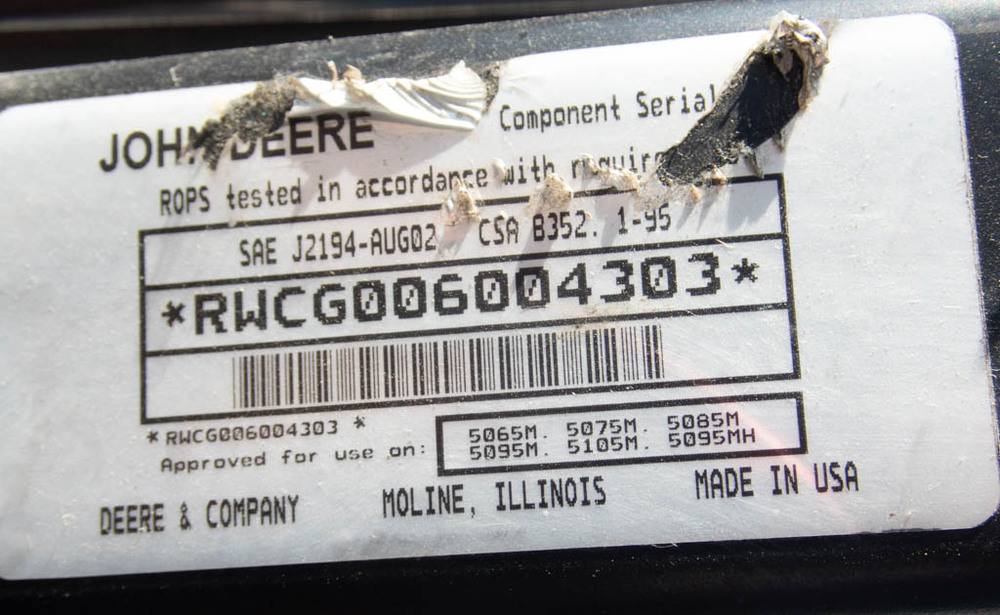 JOHN DEERE
Component Serial
ROPS tested in accordance with
SAE J2194-AUG02 CSA B352. 1-95
*RWCG006004303*
*RWCG006004303 *
Approved for use on:
5065M. 5075M. 5085M
5095M. 5105M. 5095MH
DEERE & COMPANY MOLINE, ILLINOIS MADE IN USA